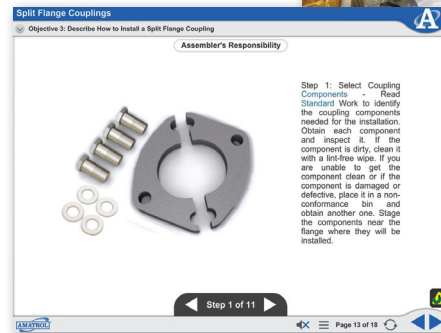 Split Flange Couplings
Objective 3: Describe How to Install a Split Flange Coupling
Assembler's Responsibility
Step 1: Select Coupling
Components - Read
Standard Work to identify
the coupling components
needed for the installation.
Obtain each component
and inspect it. If the
component is dirty, clean it
with a lint-free wipe. If you
are unable to get the
component clean or if the
component is damaged or
defective, place it in a non-
conformance bin and
obtain another one. Stage
the components near the
flange where they will be
installed.
Step 1 of 11
AMATROL
Page 13 of 18
A